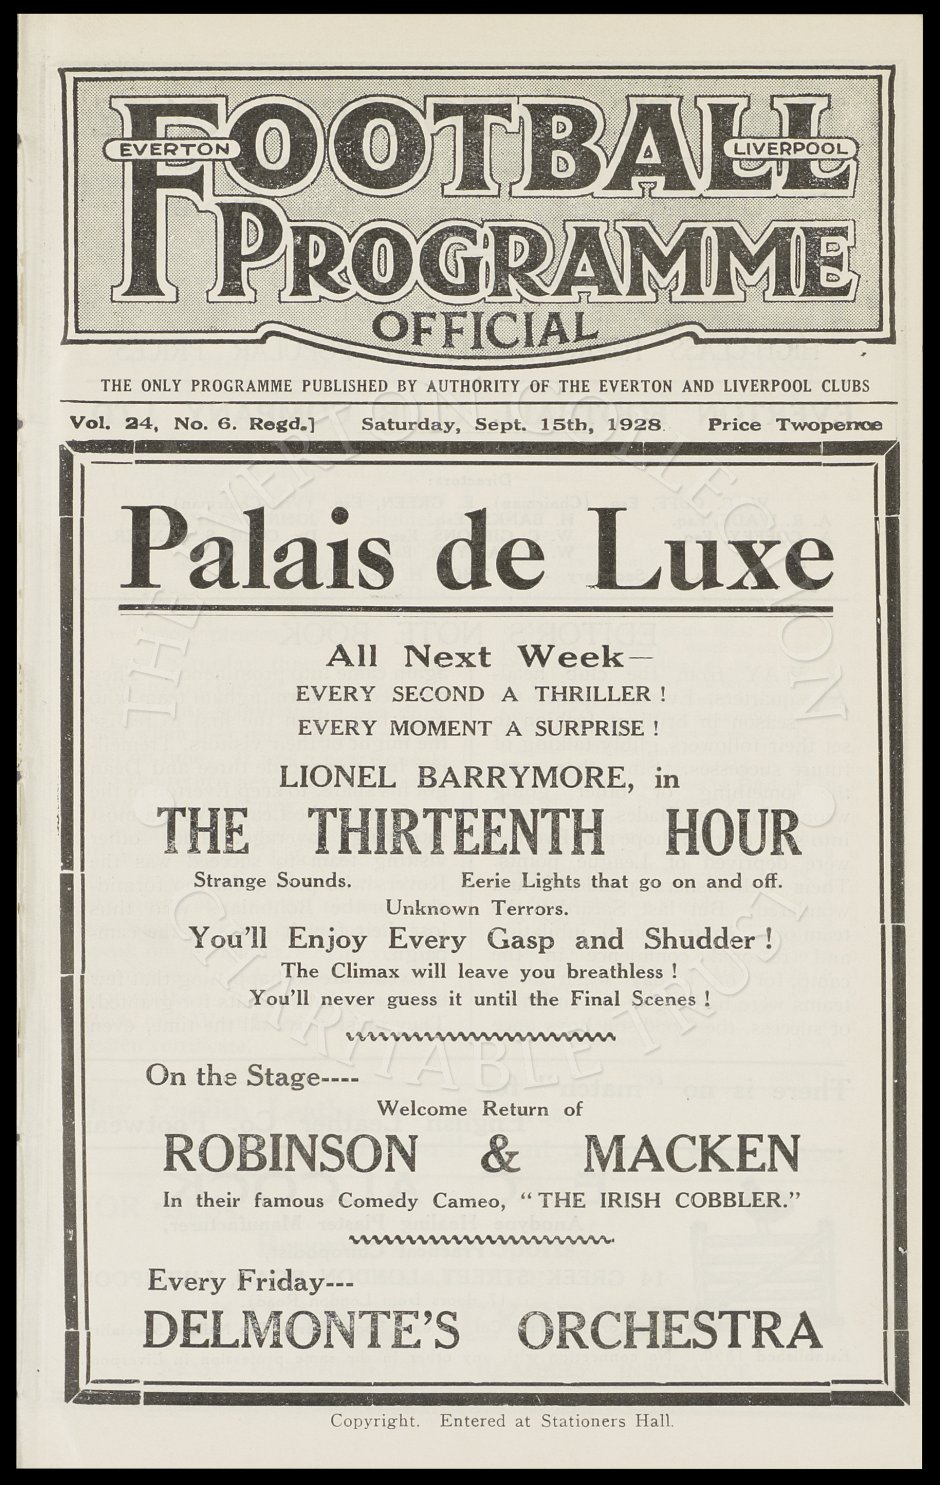 EVERTON FOOTBALL LIVERPOOL
PROGRAMME
OFFICIAL
THE ONLY PROGRAMME PUBLISHED BY AUTHORITY OF THE EVERTON AND LIVERPOOL CLUBS
Vol. 24, No. 6. Regd.] Saturday, Sept. 15th, 1928 Price Twopence
Palais de Luxe
All Next Week—
EVERY SECOND A THRILLER !
EVERY MOMENT A SURPRISE !
LIONEL BARRYMORE, in
THE THIRTEENTH HOUR
Strange Sounds. Eerie Lights that go on and off.
Unknown Terrors.
You'll Enjoy Every Gasp and Shudder !
The Climax will leave you breathless !
You'll never guess it until the Final Scenes !
On the Stage----
Welcome Return of
ROBINSON & MACKEN
In their famous Comedy Cameo, "THE IRISH COBBLER."
Every Friday---
DELMONTE'S ORCHESTRA
Copyright. Entered at Stationers Hall.
THE EVERTON COLLECTION
CHARITABLE TRUST